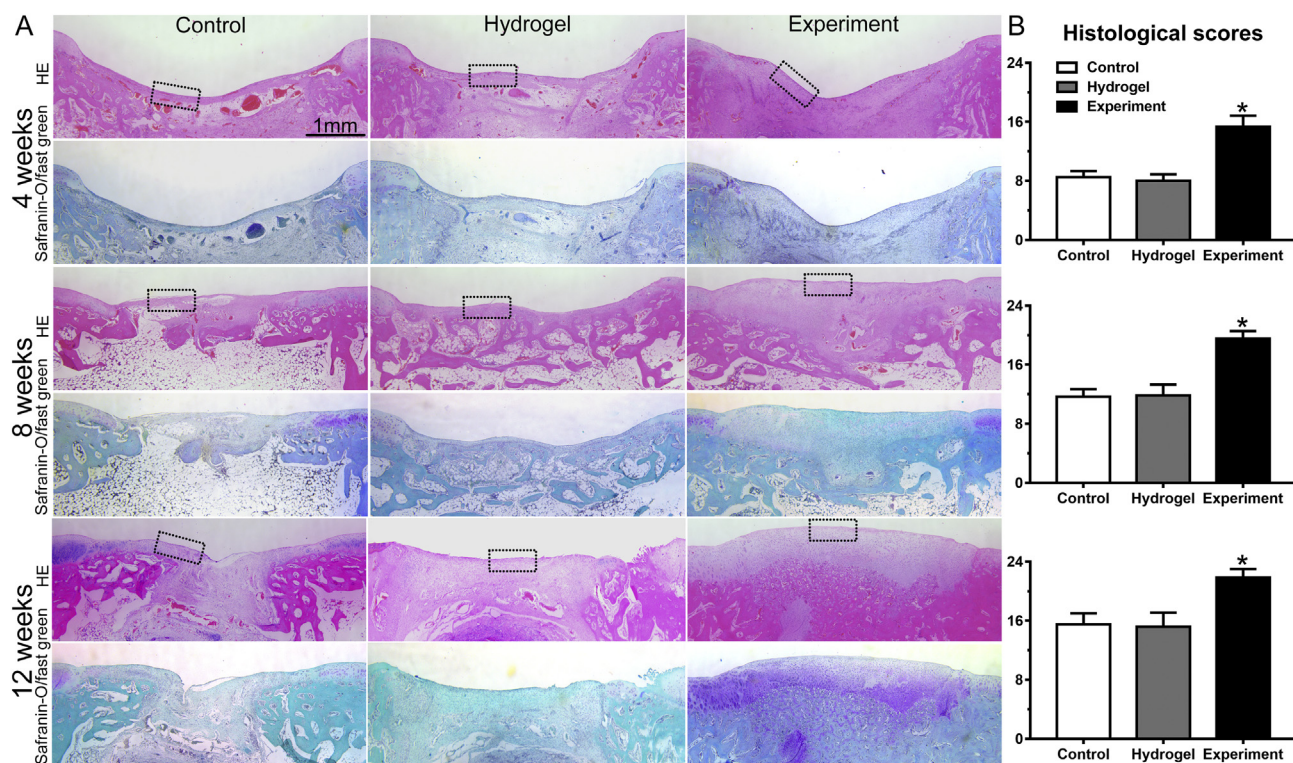 A
Control
Hydrogel
Experiment
4 weeks
HE
Safranin-O/fast green
1mm
8 weeks
HE
Safranin-O/fast green
12 weeks
HE
Safranin-O/fast green
B
Histological scores
Control
Hydrogel
Experiment
24
16
8
0
*
Control Hydrogel Experiment
24
16
8
0
*
Control Hydrogel Experiment
24
16
8
0
*
Control Hydrogel Experiment